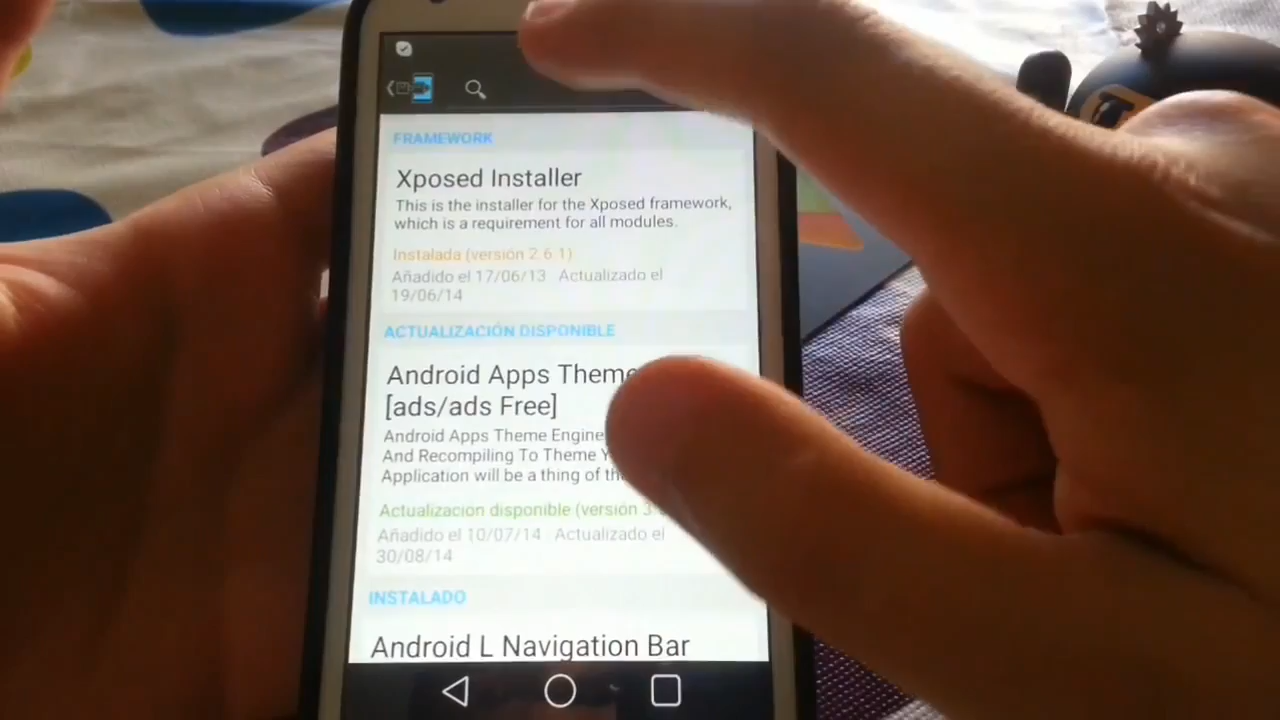 FRAMEWORK
Xposed Installer
This is the installer for the Xposed framework,
which is a requirement for all modules.
Instalada (versión 2.6.1)
Añadido el 17/06/13 Actualizado el
19/06/14
ACTUALIZACIÓN DISPONIBLE
Android Apps Theme
[ads/ads Free]
Android Apps Theme Engine
And Recompiling To Theme
Application will be a thing of
Actualización disponible (versión 3.
Añadido el 10/07/14 Actualizado el
30/08/14
INSTALADO
Android L Navigation Bar